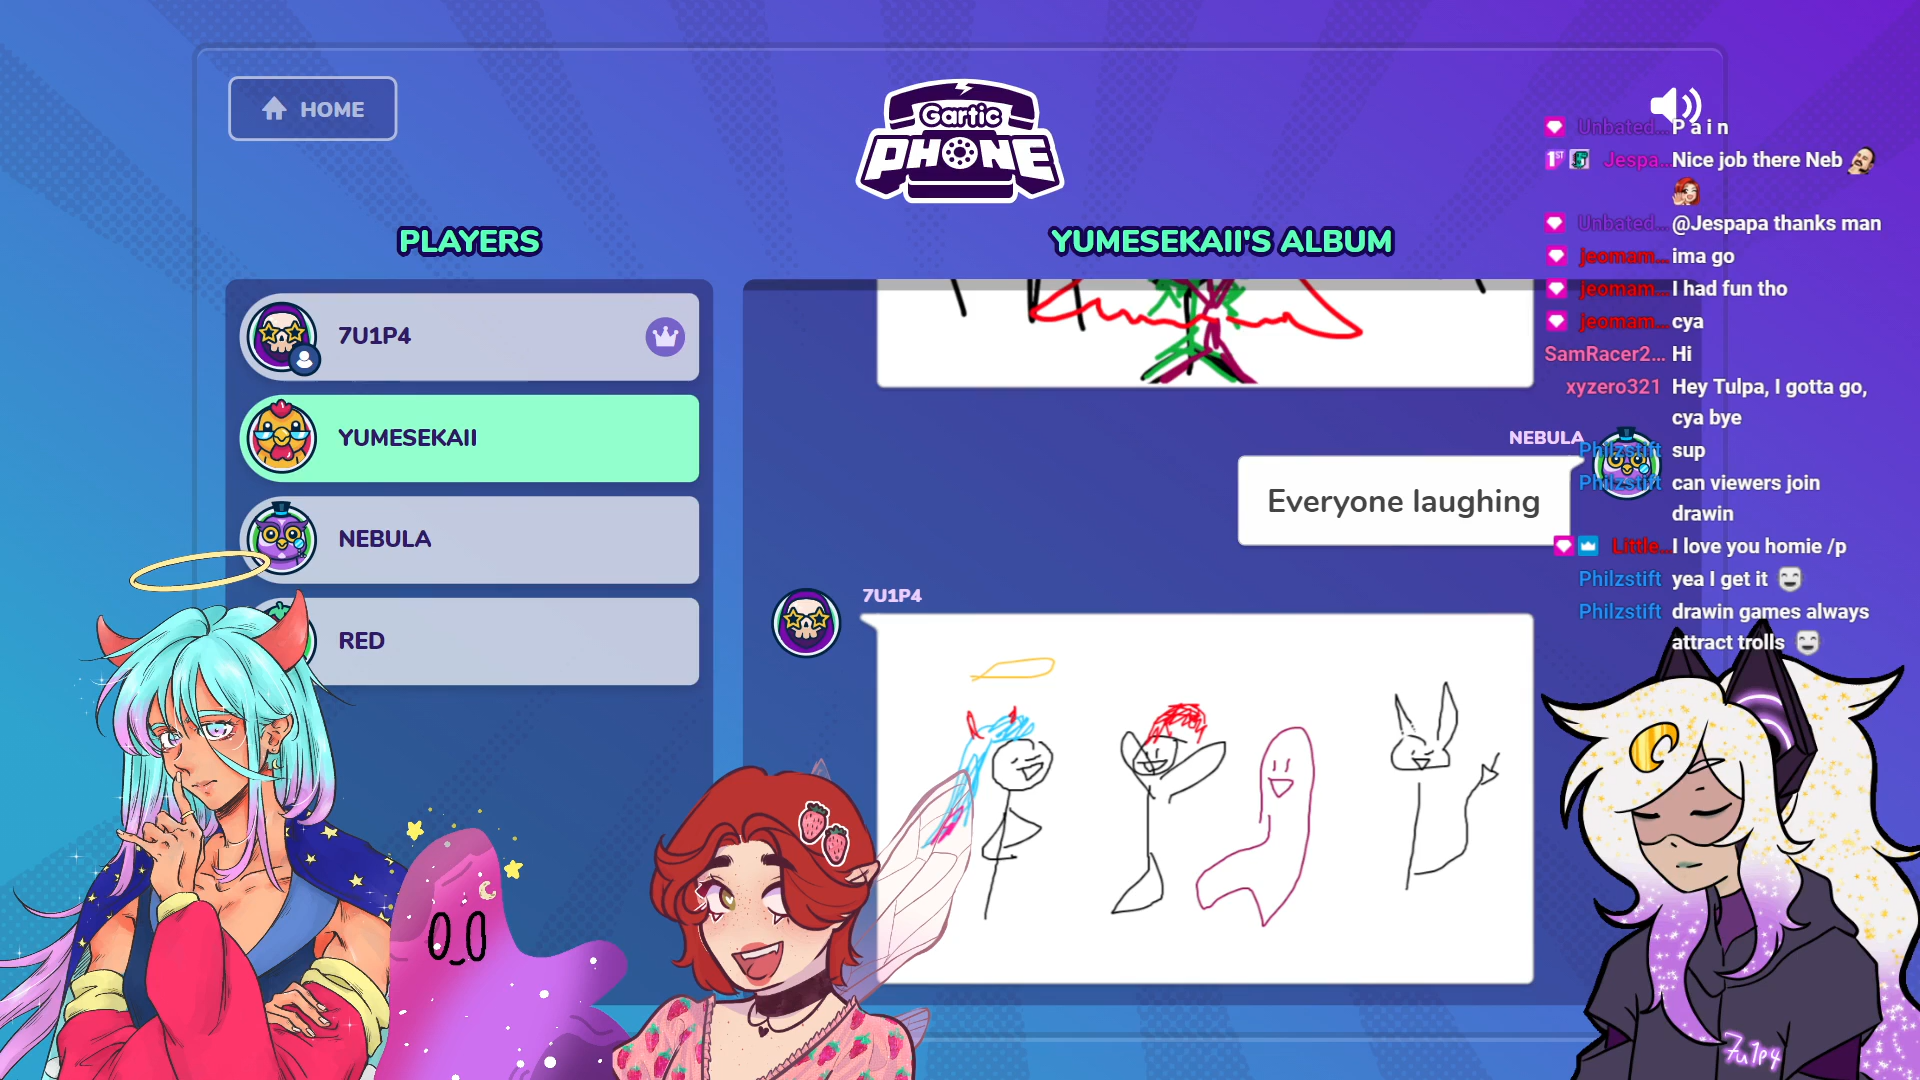 HOME
Gartic
PHONE
PLAYERS
YUMESEKAII'S ALBUM
7U1P4
YUMESEKAII
NEBULA
RED
NEBULA
Everyone laughing
7U1P4
Unbated... P a i n
1ST Jespa... Nice job there Neb
Unbated... @Jespapa thanks man
jeomam... ima go
jeomam... I had fun tho
jeomam... cya
SamRacer2... Hi
xyzero321 Hey Tulpa, I gotta go,
cya bye
Philzstift sup
Philzstift can viewers join
drawin
Little... I love you homie /p
Philzstift yea I get it
Philzstift drawin games always
attract trolls
7u1p4